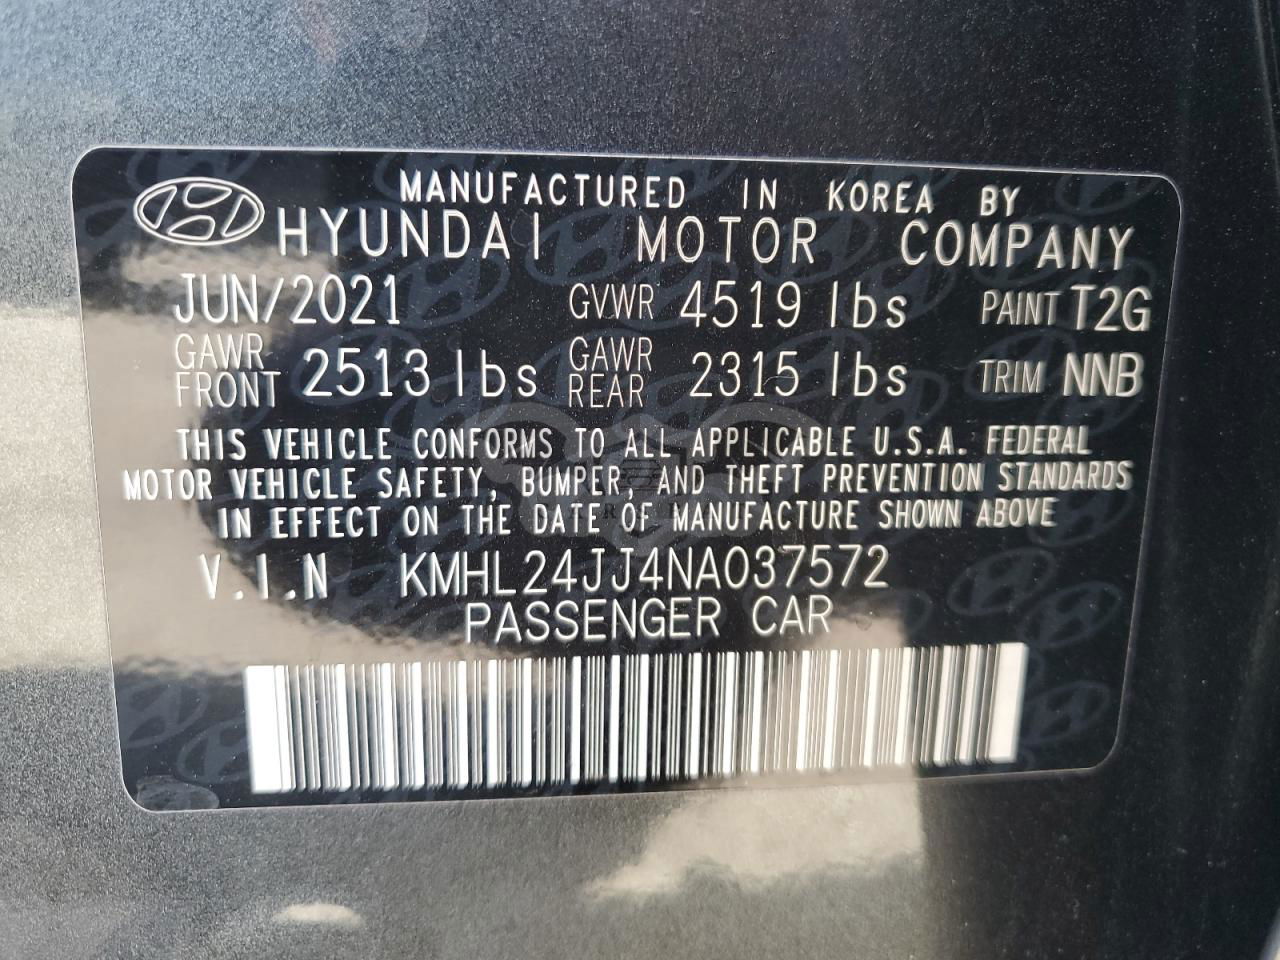 MANUFACTURED IN KOREA BY
HYUNDAI MOTOR COMPANY
JUN/2021 GVWR 4519 lbs PAINT T2G
GAWR FRONT 2513 lbs GAWR REAR 2315 lbs TRIM NNB
THIS VEHICLE CONFORMS TO ALL APPLICABLE U.S.A. FEDERAL
MOTOR VEHICLE SAFETY, BUMPER, AND THEFT PREVENTION STANDARDS
IN EFFECT ON THE DATE OF MANUFACTURE SHOWN ABOVE
V.I.N KMHL24JJ4NA037572
PASSENGER CAR